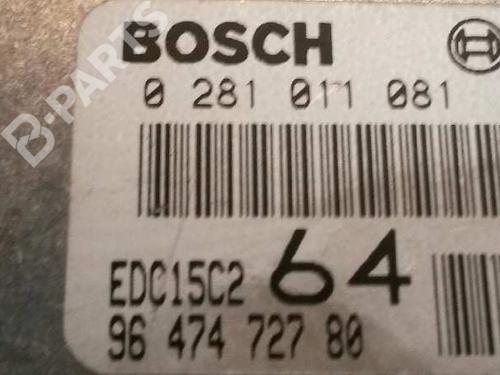 BOSCH
0 281 011 081
EDC15C2 64
96 474 727 80
B-PARTS